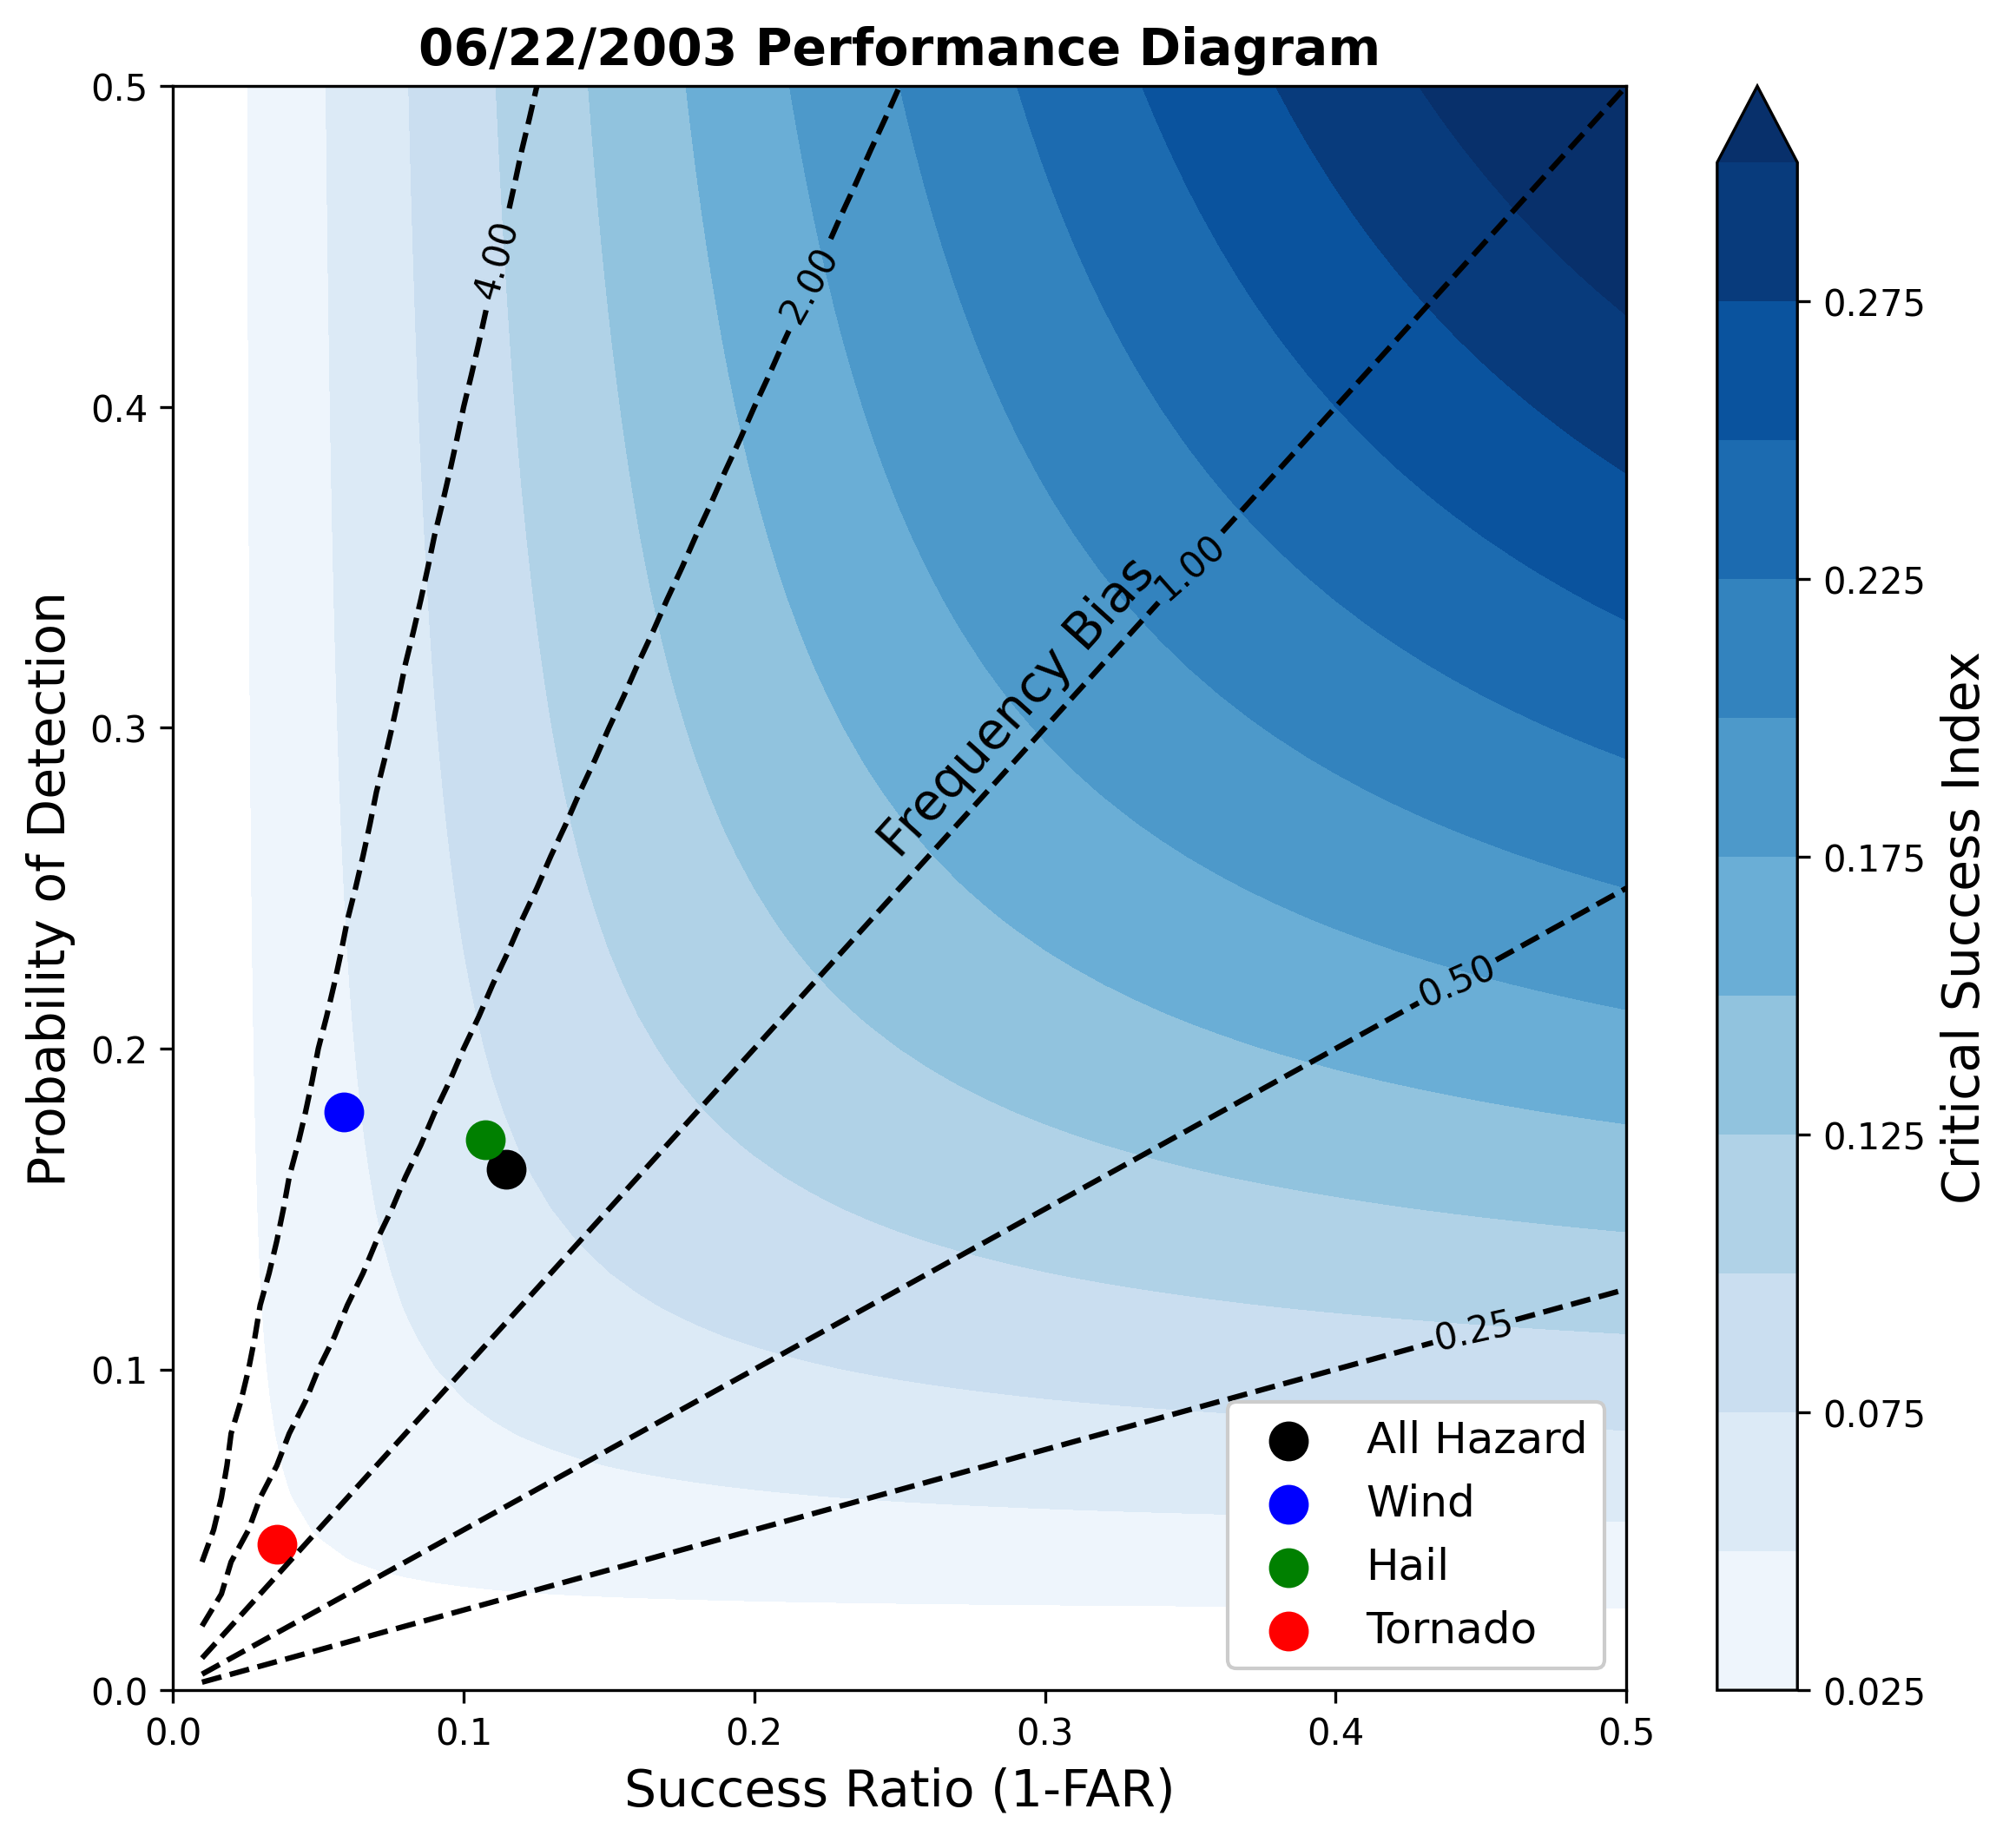 06/22/2003 Performance Diagram
0.5
0.4
0.3
0.2
0.1
0.0
Probability of Detection
4.00
2.00
1.00
Frequency Bias
0.50
0.25
All Hazard
Wind
Hail
Tornado
0.0 0.1 0.2 0.3 0.4 0.5
Success Ratio (1-FAR)
0.275
0.225
0.175
0.125
0.075
0.025
Critical Success Index